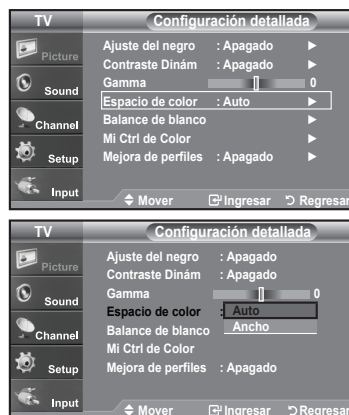 TV
Configuración detallada
Picture
Sound
Channel
Setup
Input
Ajuste del negro : Apagado
Contraste Dinám : Apagado
Gamma 0
Espacio de color : Auto
Balance de blanco
Mi Ctrl de Color
Mejora de perfiles : Apagado
Mover Ingresar Regresar
TV
Configuración detallada
Picture
Sound
Channel
Setup
Input
Ajuste del negro : Apagado
Contraste Dinám : Apagado
Gamma 0
Espacio de color : Auto
Balance de blanco Ancho
Mi Ctrl de Color
Mejora de perfiles : Apagado
Mover Ingresar Regresar